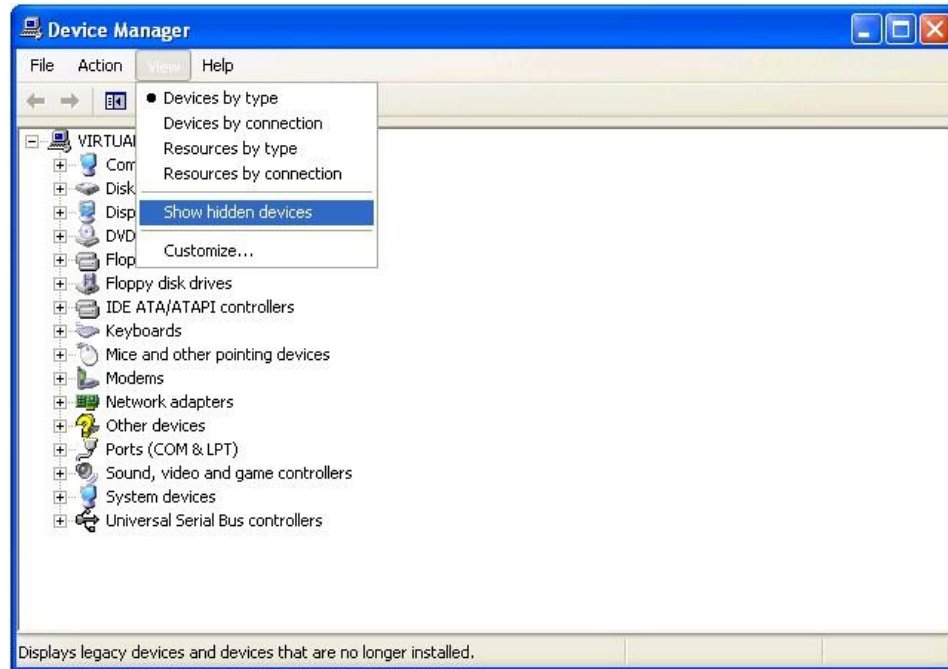 Device Manager
File Action View Help
Devices by type
Devices by connection
Resources by type
Resources by connection
Show hidden devices
Customize...
VIRTUA
Com
Disk
Disp
DVD
Flop
Floppy disk drives
IDE ATA/ATAPI controllers
Keyboards
Mice and other pointing devices
Modems
Network adapters
Other devices
Ports (COM & LPT)
Sound, video and game controllers
System devices
Universal Serial Bus controllers
Displays legacy devices and devices that are no longer installed.